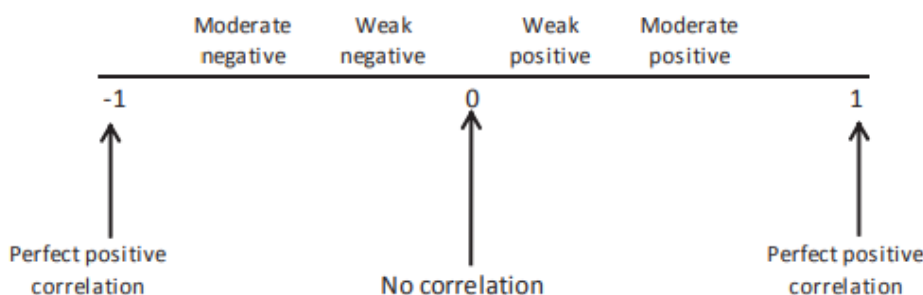 Moderate Weak Weak Moderate
negative negative positive positive
-1 0 1
Perfect positive Perfect positive
correlation No correlation correlation